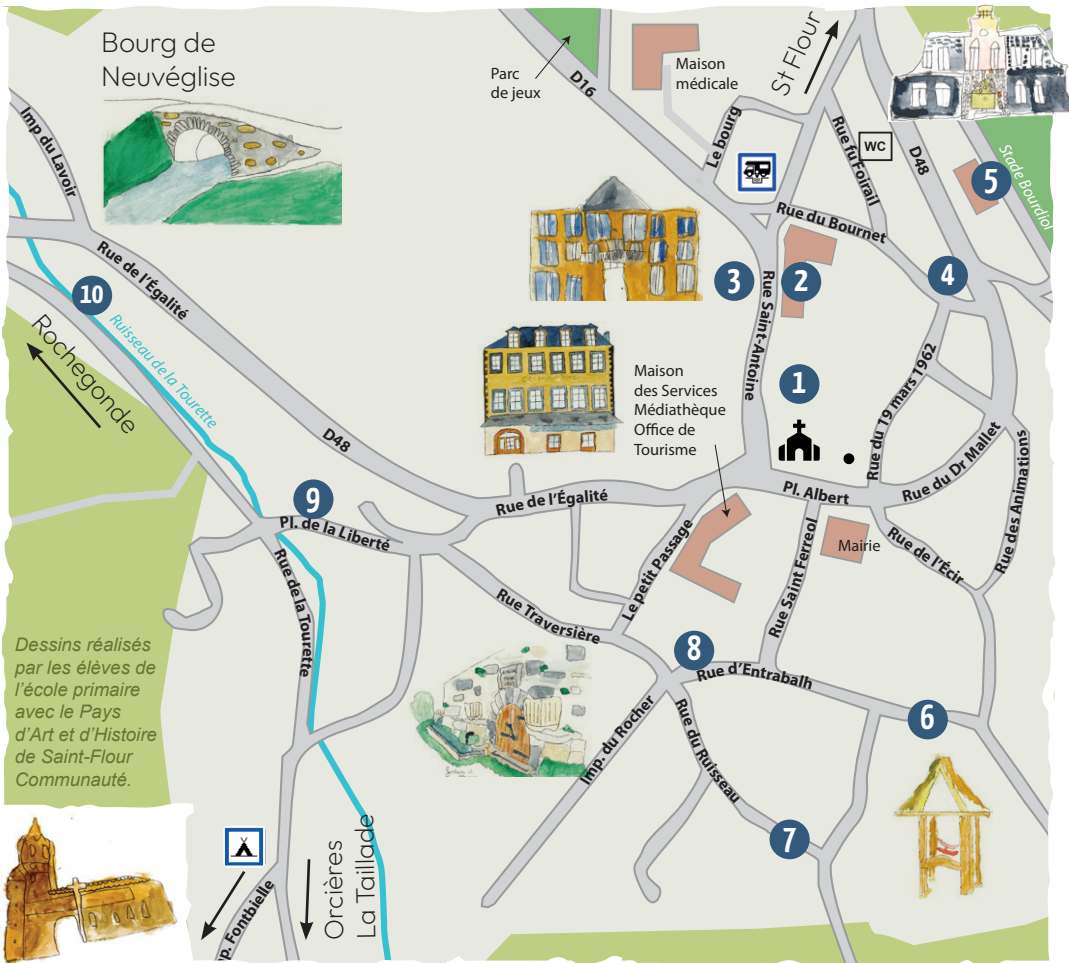 Bourg de
Neuvéglise
Parc
de jeux
D16
Maison
médicale
St Flour
Le bourg
WC
Rue fu Foirail
D48
5
Stade Bourdiol
Imp du Lavoir
Rue du Bournet
Rue de l'Égalité
10
3
2
4
Rue Saint-Antoine
Ruisseau de la Tourette
Rochegonde
Maison
des Services
Médiathèque
Office de
Tourisme
1
Rue du 19 mars 1962
D48
Rue du Dr Mallet
Rue des Animations
9
Pl. de la Liberté
Rue de l'Égalité
Pl. Albert
Le petit Passage
Rue Saint Ferreol
Mairie
Rue de l'Écir
Rue de la Tourette
Rue Traversière
8
Rue d'Entrabalh
6
Dessins réalisés
par les élèves de
l'école primaire
avec le Pays
d'Art et d'Histoire
de Saint-Flour
Communauté.
Imp. du Rocher
Rue du Ruisseau
7
Orcières
La Taillade
p. Fontbielle